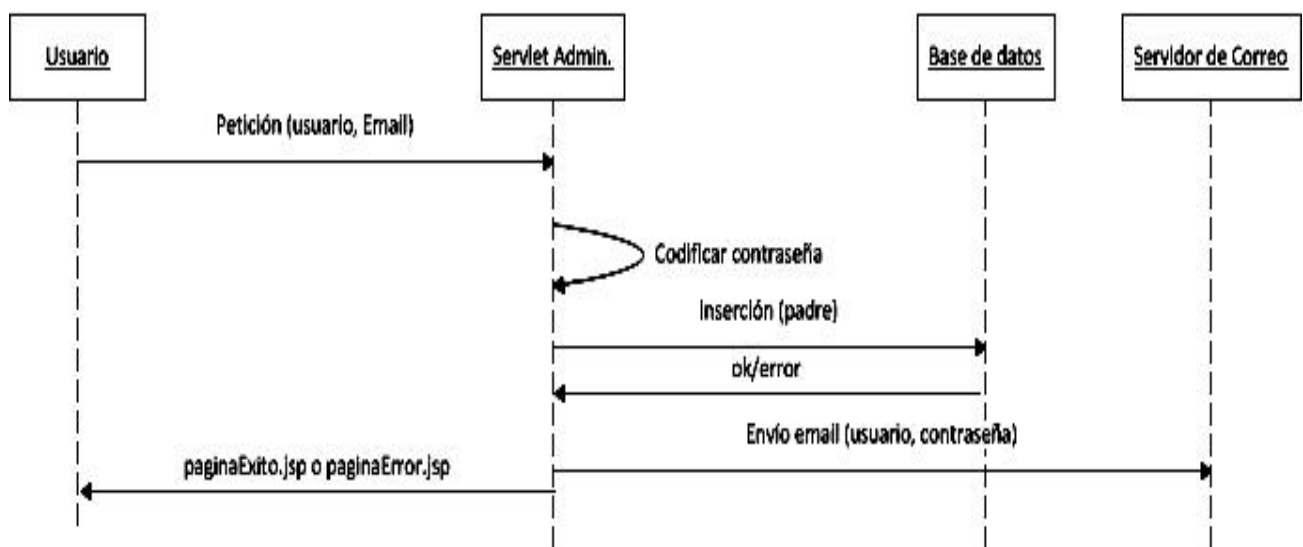 Usuario
Servlet Admin.
Base de datos
Servidor de Correo
Petición (usuario, Email)
Codificar contraseña
Inserción (padre)
ok/error
Envío email (usuario, contraseña)
paginaExito.jsp o paginaError.jsp